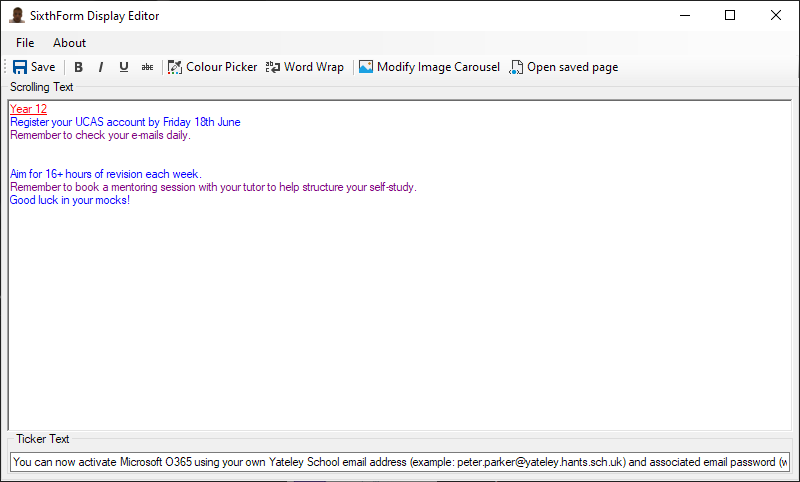 SixthForm Display Editor
File About
Save B I U abc Colour Picker Word Wrap Modify Image Carousel Open saved page
Scrolling Text
Year 12
Register your UCAS account by Friday 18th June
Remember to check your e-mails daily.
Aim for 16+ hours of revision each week.
Remember to book a mentoring session with your tutor to help structure your self-study.
Good luck in your mocks!
Ticker Text
You can now activate Microsoft O365 using your own Yateley School email address (example: peter.parker@yateley.hants.sch.uk) and associated email password (w